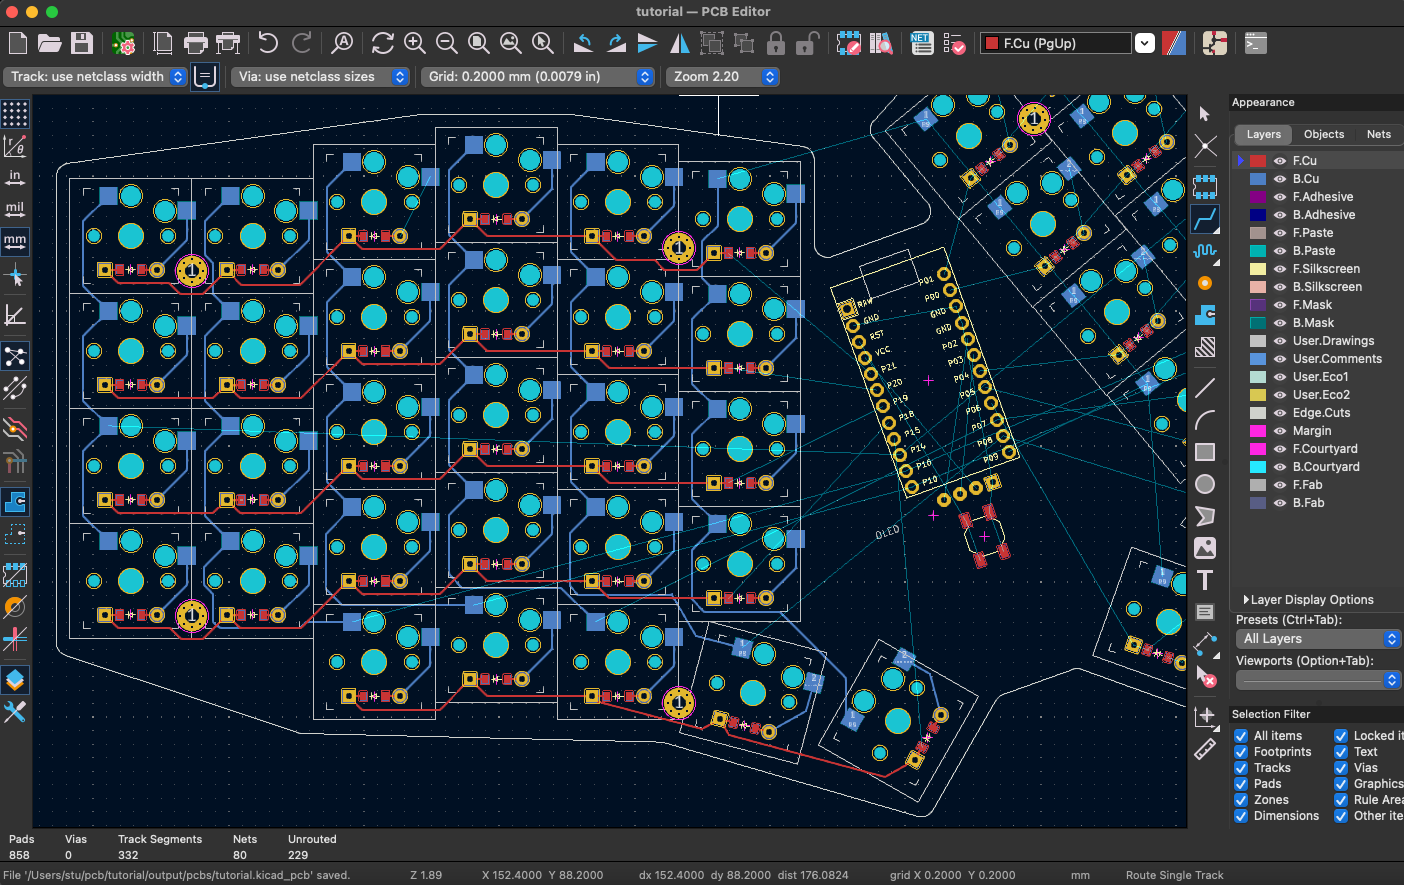 tutorial — PCB Editor
F.Cu (PgUp)
NET
Track: use netclass width
Via: use netclass sizes
Grid: 0.2000 mm (0.0079 in)
Zoom 2.20
in
mil
mm
1
1
1
1
1
RAW
GND
RST
VCC
P21
P20
P19
P18
P15
P14
P16
P10
P01
P00
GND
GND
P02
P03
P04
P05
P06
P07
P08
P09
OLED
T
Appearance
Layers
Objects
Nets
F.Cu
B.Cu
F.Adhesive
B.Adhesive
F.Paste
B.Paste
F.Silkscreen
B.Silkscreen
F.Mask
B.Mask
User.Drawings
User.Comments
User.Eco1
User.Eco2
Edge.Cuts
Margin
F.Courtyard
B.Courtyard
F.Fab
B.Fab
Layer Display Options
Presets (Ctrl+Tab):
All Layers
Viewports (Option+Tab):
Selection Filter
All items
Locked it
Footprints
Text
Tracks
Vias
Pads
Graphics
Zones
Rule Area
Dimensions
Other ite
Pads Vias Track Segments Nets Unrouted
858 0 332 80 229
File '/Users/stu/pcb/tutorial/output/pcbs/tutorial.kicad_pcb' saved. Z 1.89 X 152.4000 Y 88.2000 dx 152.4000 dy 88.2000 dist 176.0824 grid X 0.2000 Y 0.2000 mm Route Single Track